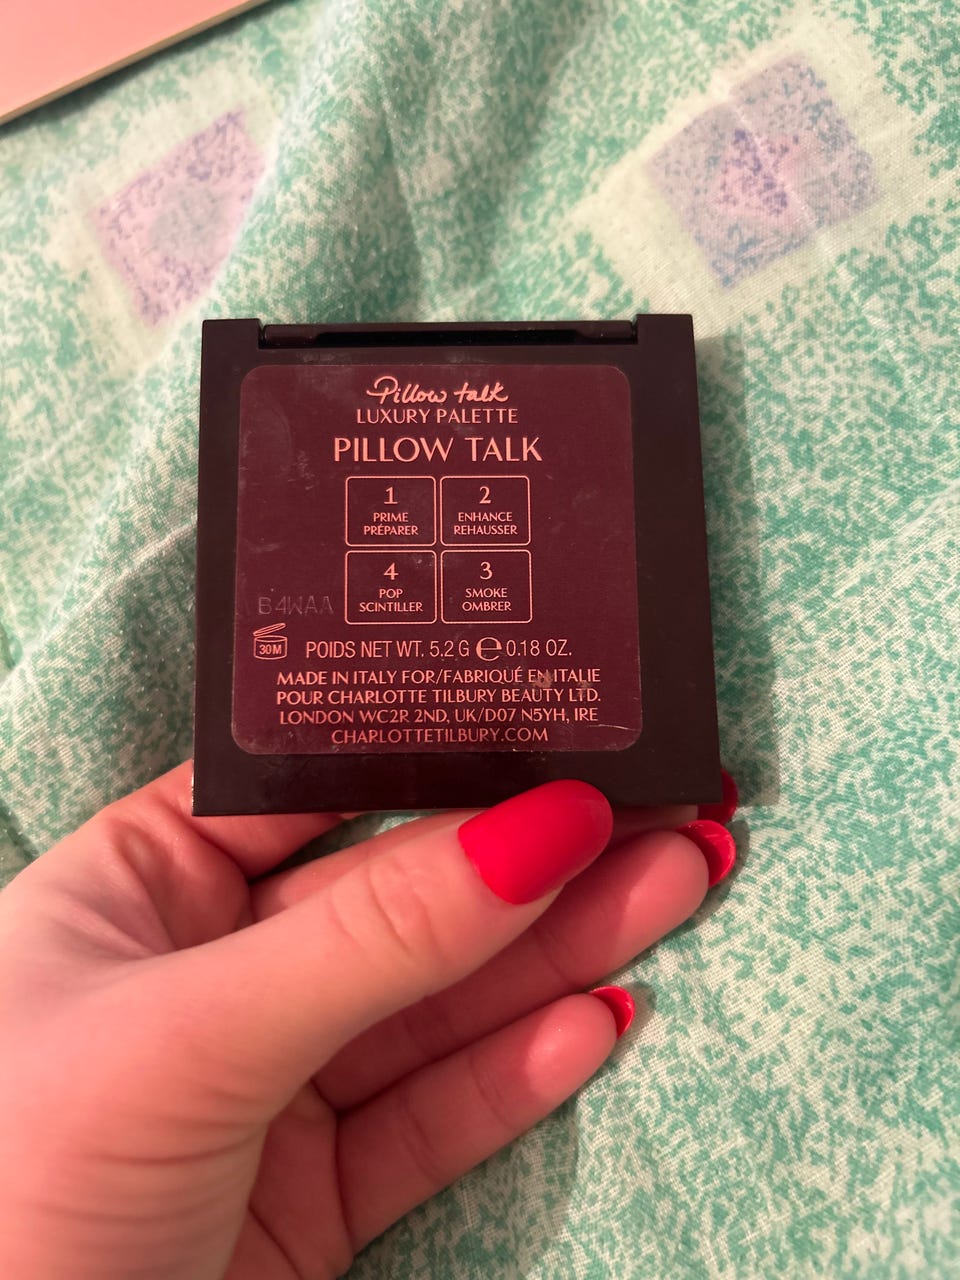 Pillow talk
LUXURY PALETTE
PILLOW TALK
1
PRIME
PRÉPARER
2
ENHANCE
REHAUSSER
4
POP
SCINTILLER
3
SMOKE
OMBRER
B4WAA
30M
POIDS NET WT. 5.2 G ℮ 0.18 OZ.
MADE IN ITALY FOR/FABRIQUÉ EN ITALIE
POUR CHARLOTTE TILBURY BEAUTY LTD.
LONDON WC2R 2ND, UK/D07 N5YH, IRE
CHARLOTTETILBURY.COM